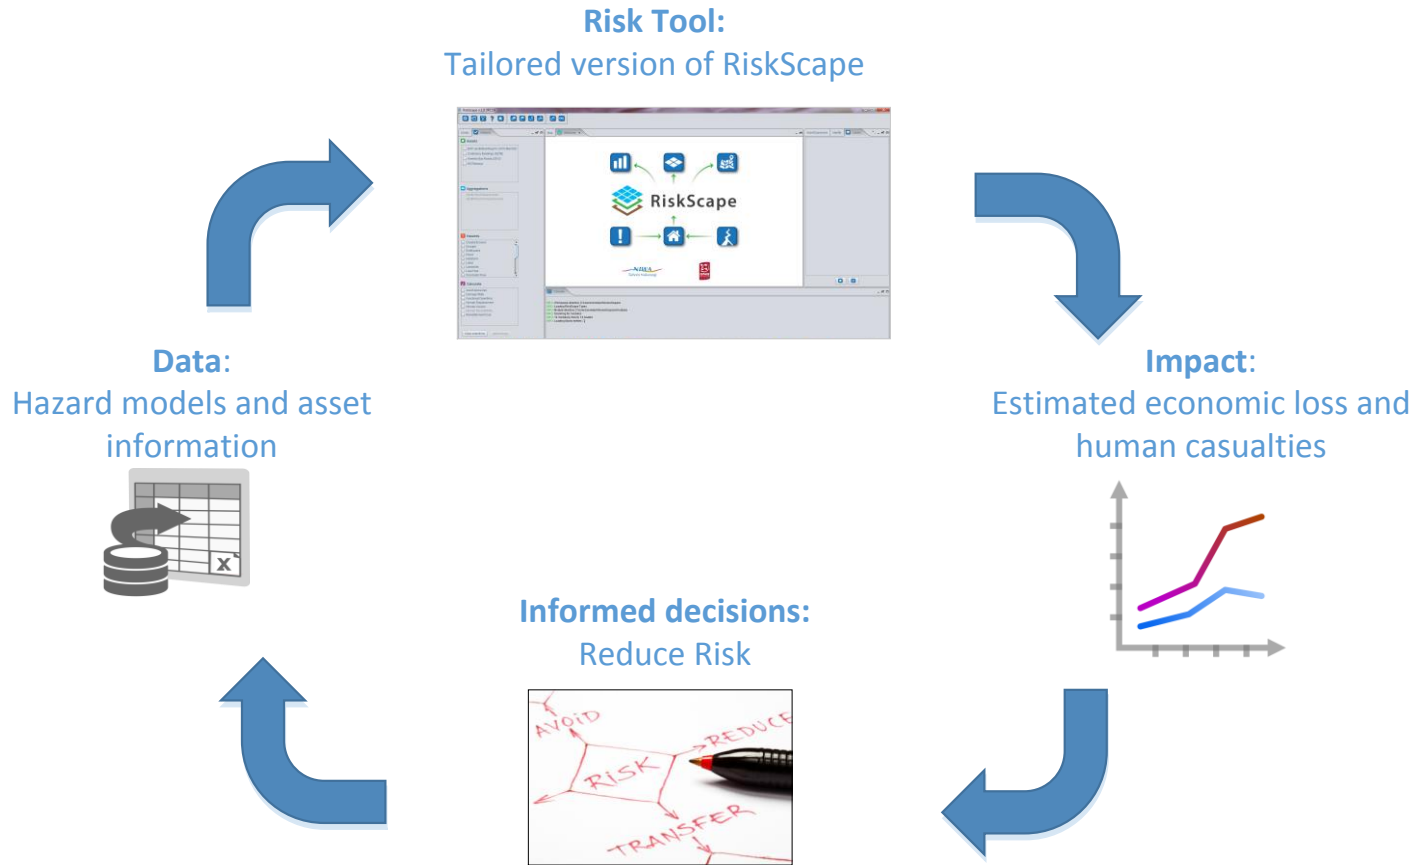 Risk Tool:
Tailored version of RiskScape
RiskScape
Data:
Hazard models and asset
information
X
Impact:
Estimated economic loss and
human casualties
Informed decisions:
Reduce Risk
AVOID
REDUCE
RISK
TRANSFER